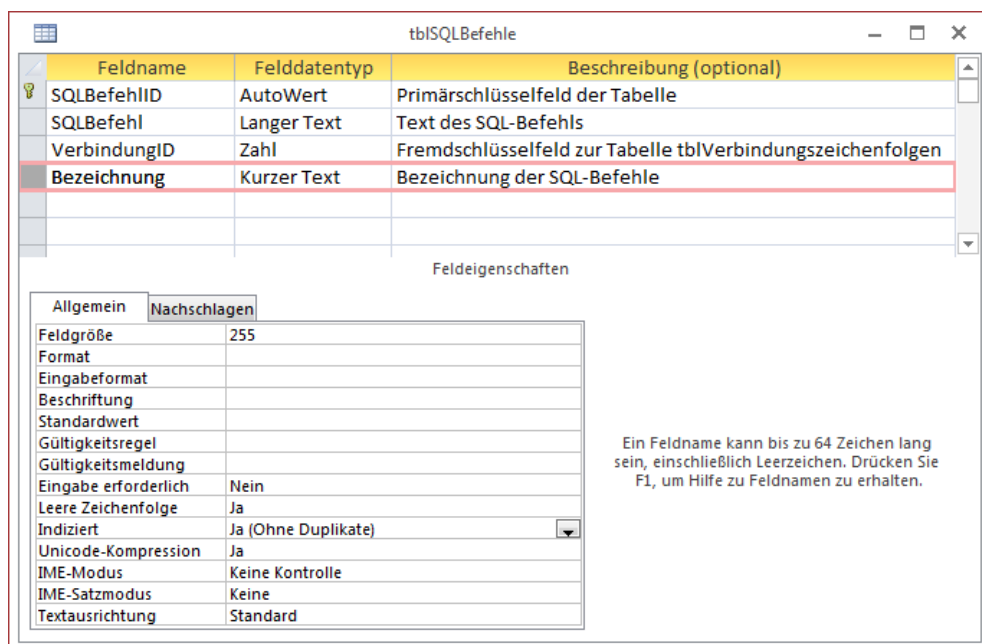 tblSQLBefehle
Feldname Felddatentyp Beschreibung (optional)
SQLBefehlID AutoWert Primärschlüsselfeld der Tabelle
SQLBefehl Langer Text Text des SQL-Befehls
VerbindungID Zahl Fremdschlüsselfeld zur Tabelle tblVerbindungszeichenfolgen
Bezeichnung Kurzer Text Bezeichnung der SQL-Befehle
Feldeigenschaften
Allgemein Nachschlagen
Feldgröße 255
Format
Eingabeformat
Beschriftung
Standardwert
Gültigkeitsregel
Gültigkeitsmeldung
Eingabe erforderlich Nein
Leere Zeichenfolge Ja
Indiziert Ja (Ohne Duplikate)
Unicode-Kompression Ja
IME-Modus Keine Kontrolle
IME-Satzmodus Keine
Textausrichtung Standard
Ein Feldname kann bis zu 64 Zeichen lang
sein, einschließlich Leerzeichen. Drücken Sie
F1, um Hilfe zu Feldnamen zu erhalten.